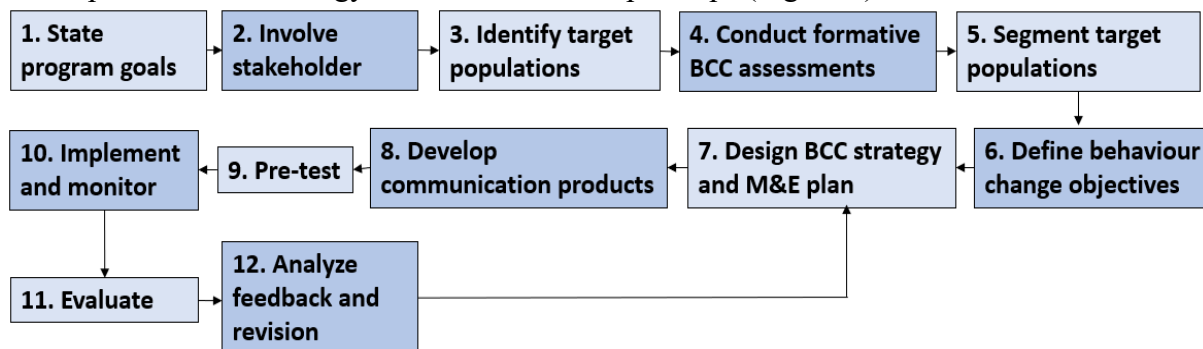 1. State
program goals
2. Involve
stakeholder
3. Identify target
populations
4. Conduct formative
BCC assessments
5. Segment target
populations
10. Implement
and monitor
9. Pre-test
8. Develop
communication products
7. Design BCC strategy
and M&E plan
6. Define behaviour
change objectives
11. Evaluate
12. Analyze
feedback and
revision